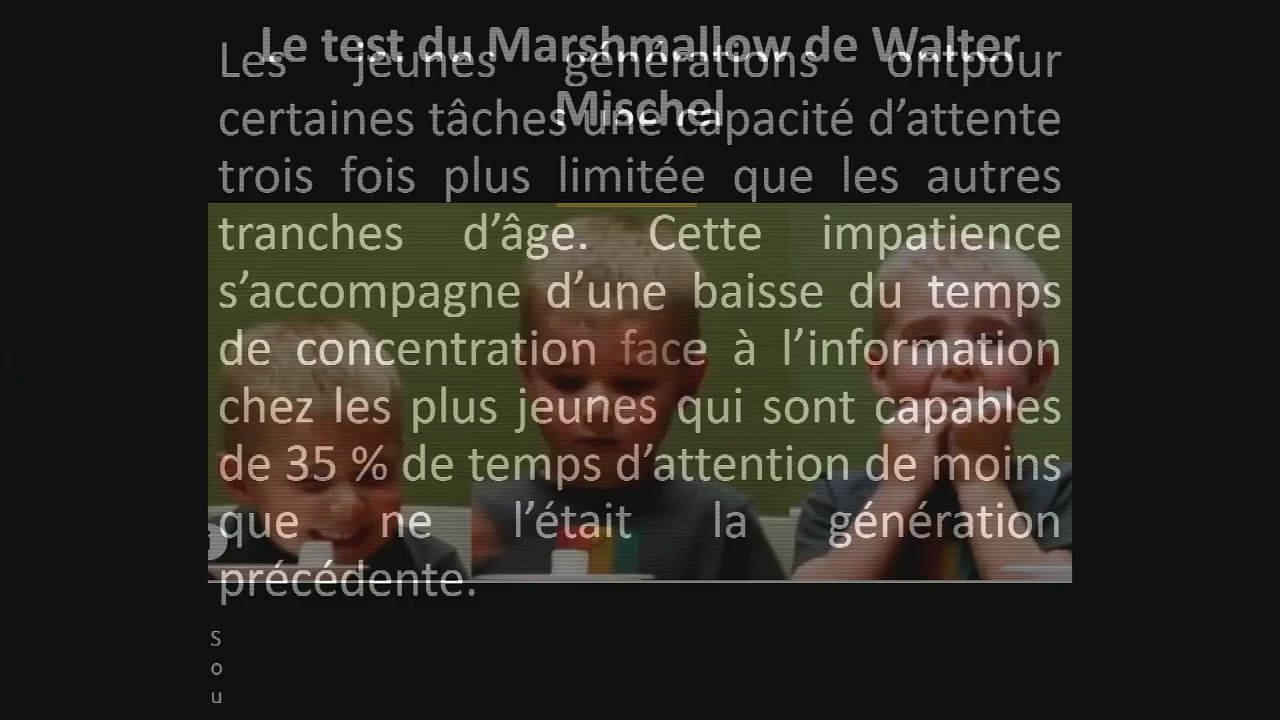 Le test du Marshmallow de Walter
Mischel
Les jeunes générations ontpour
certaines tâches une capacité d’attente
trois fois plus limitée que les autres
tranches d’âge. Cette impatience
s’accompagne d’une baisse du temps
de concentration face à l’information
chez les plus jeunes qui sont capables
de 35 % de temps d’attention de moins
que ne l’était la génération
précédente.
S
o
u